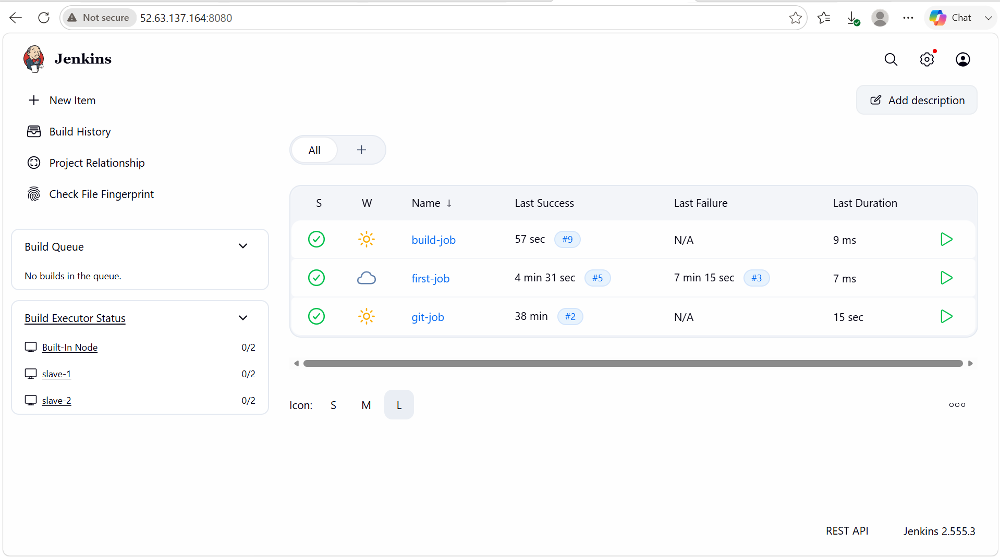 Not secure 52.63.137.164:8080 Chat
Jenkins
New Item
Add description
Build History
All +
Project Relationship
Check File Fingerprint
S W Name ↓ Last Success Last Failure Last Duration
build-job 57 sec #9 N/A 9 ms
first-job 4 min 31 sec #5 7 min 15 sec #3 7 ms
git-job 38 min #2 N/A 15 sec
Build Queue
No builds in the queue.
Build Executor Status
Built-In Node 0/2
slave-1 0/2
slave-2 0/2
Icon: S M L
REST API Jenkins 2.555.3